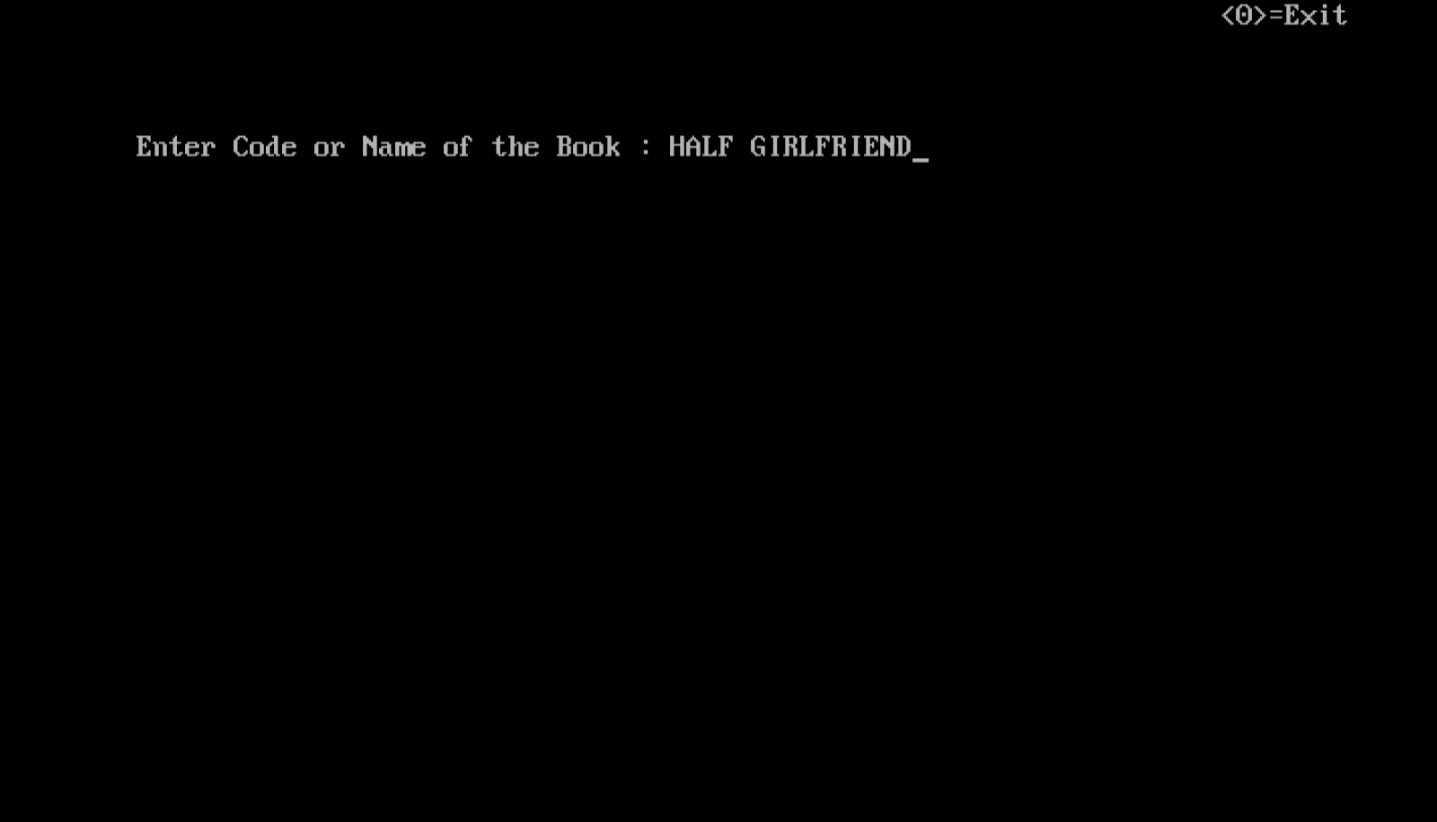 <0>=Exit
Enter Code or Name of the Book : HALF GIRLFRIEND_